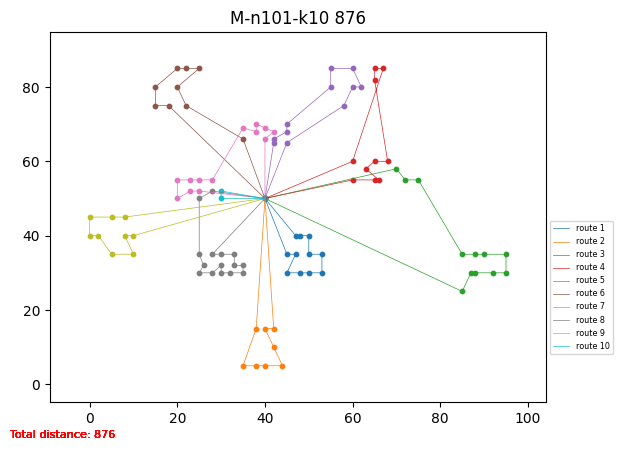 M-n101-k10 876
80
60
40
20
0
0 20 40 60 80 100
route 1
route 2
route 3
route 4
route 5
route 6
route 7
route 8
route 9
route 10
Total distance: 876